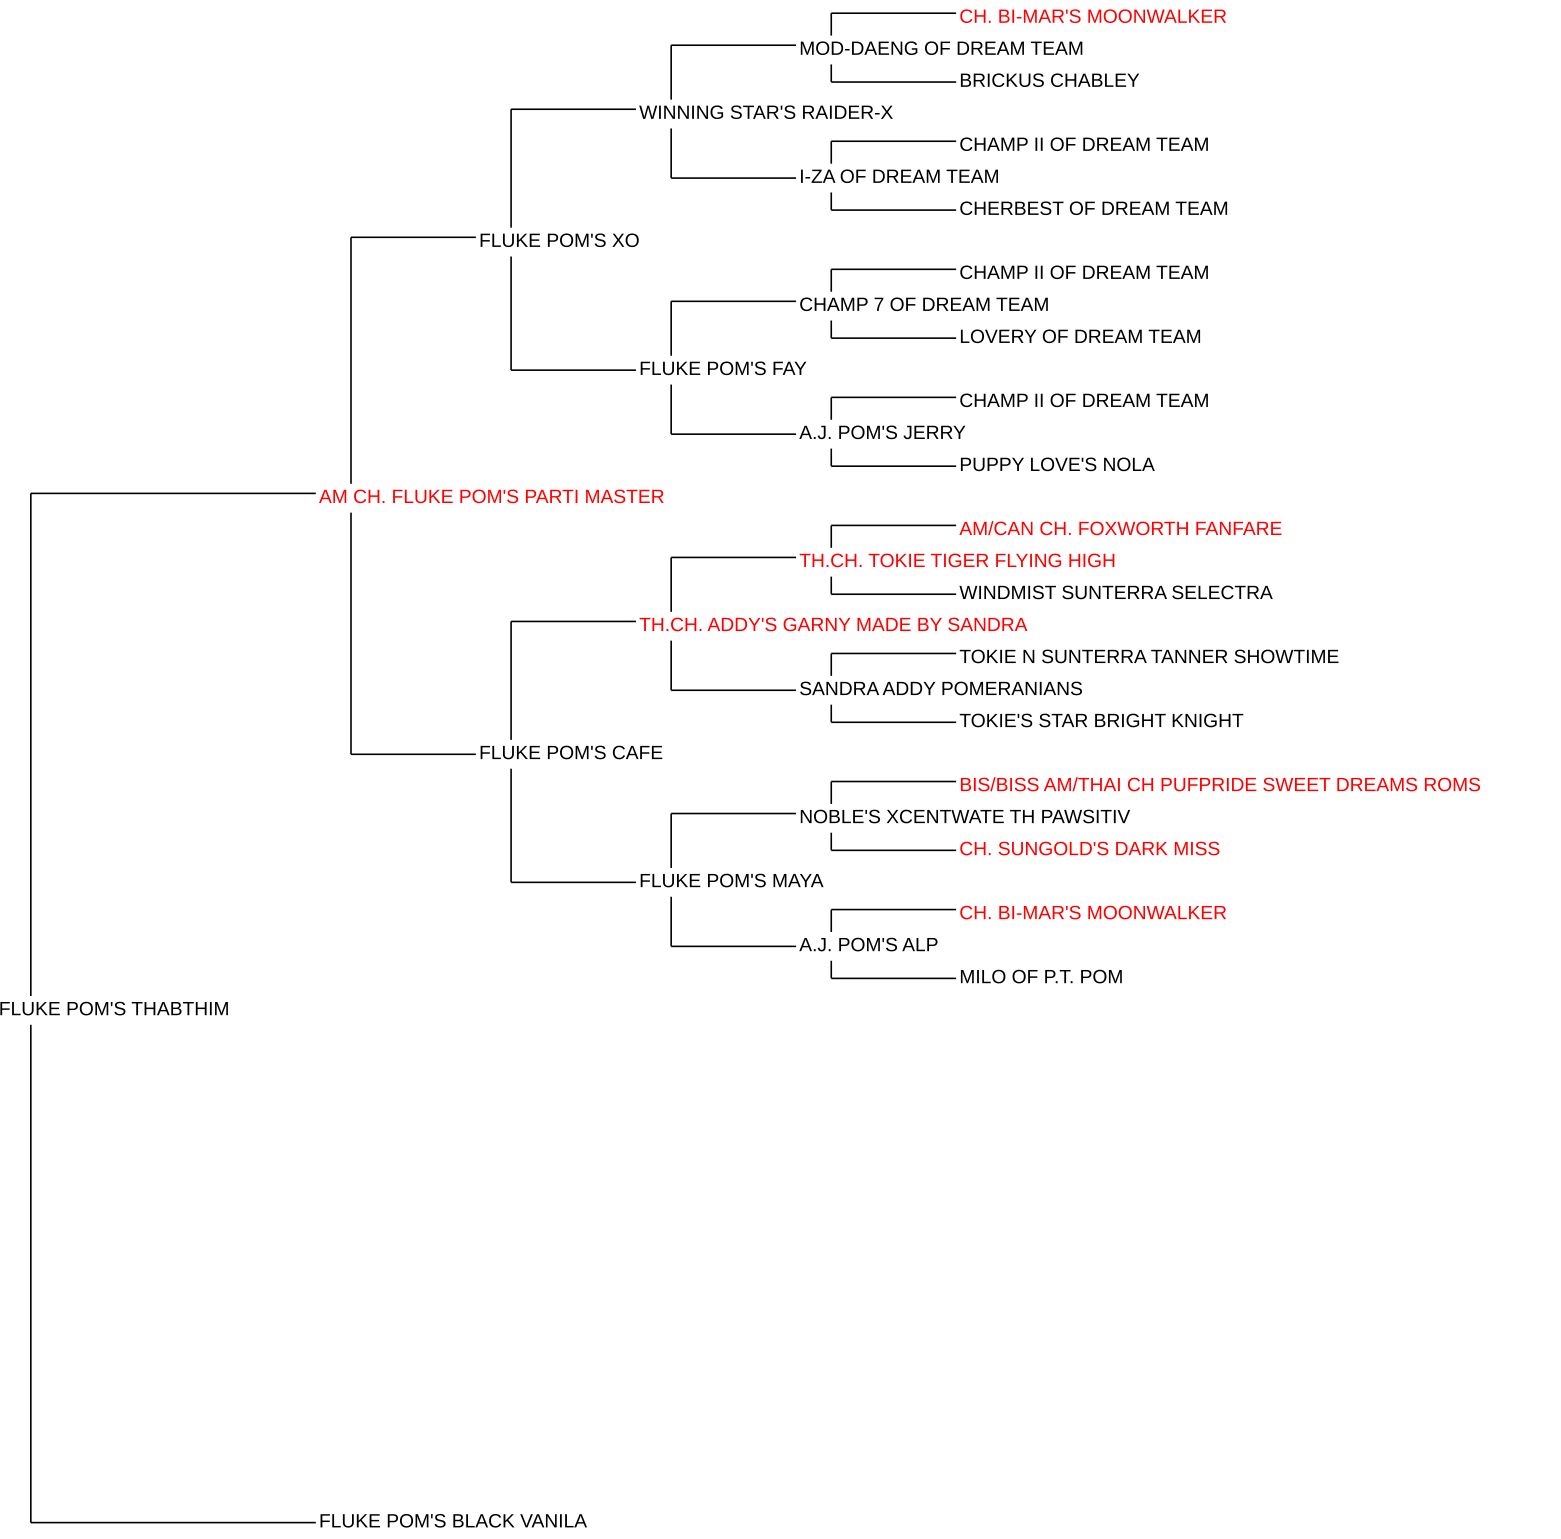 CH. BI-MAR'S MOONWALKER
MOD-DAENG OF DREAM TEAM
BRICKUS CHABLEY
WINNING STAR'S RAIDER-X
CHAMP II OF DREAM TEAM
I-ZA OF DREAM TEAM
CHERBEST OF DREAM TEAM
FLUKE POM'S XO
CHAMP II OF DREAM TEAM
CHAMP 7 OF DREAM TEAM
LOVERY OF DREAM TEAM
FLUKE POM'S FAY
CHAMP II OF DREAM TEAM
A.J. POM'S JERRY
PUPPY LOVE'S NOLA
AM CH. FLUKE POM'S PARTI MASTER
AM/CAN CH. FOXWORTH FANFARE
TH.CH. TOKIE TIGER FLYING HIGH
WINDMIST SUNTERRA SELECTRA
TH.CH. ADDY'S GARNY MADE BY SANDRA
TOKIE N SUNTERRA TANNER SHOWTIME
SANDRA ADDY POMERANIANS
TOKIE'S STAR BRIGHT KNIGHT
FLUKE POM'S CAFE
BIS/BISS AM/THAI CH PUFPRIDE SWEET DREAMS ROMS
NOBLE'S XCENTWATE TH PAWSITIV
CH. SUNGOLD'S DARK MISS
FLUKE POM'S MAYA
CH. BI-MAR'S MOONWALKER
A.J. POM'S ALP
MILO OF P.T. POM
FLUKE POM'S THABTHIM
FLUKE POM'S BLACK VANILA